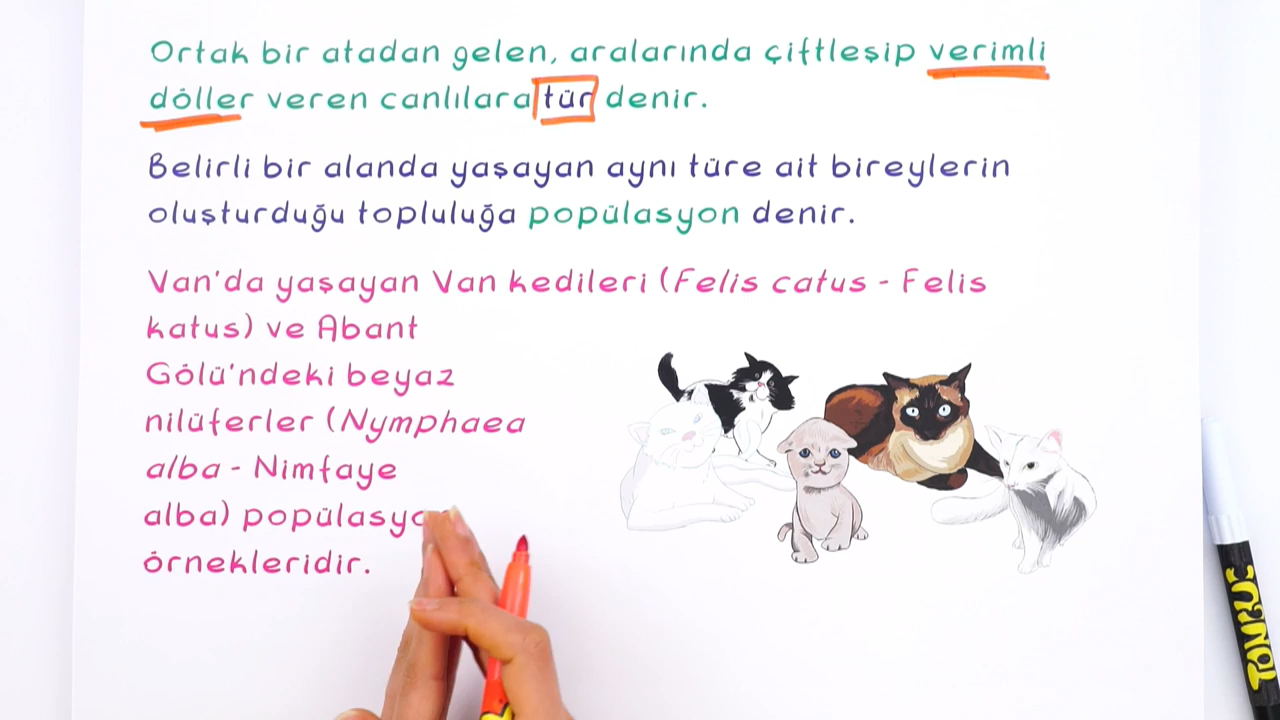 Ortak bir atadan gelen, aralarında çiftleşip verimli
döller veren canlılara tür denir.
Belirli bir alanda yaşayan aynı türe ait bireylerin
oluşturduğu topluluğa popülasyon denir.
Van'da yaşayan Van kedileri (Felis catus - Felis
katus) ve Abant
Gölü'ndeki beyaz
nilüferler (Nymphaea
alba - Nimfaye
alba)
örnekleridir.
TONGUÇ